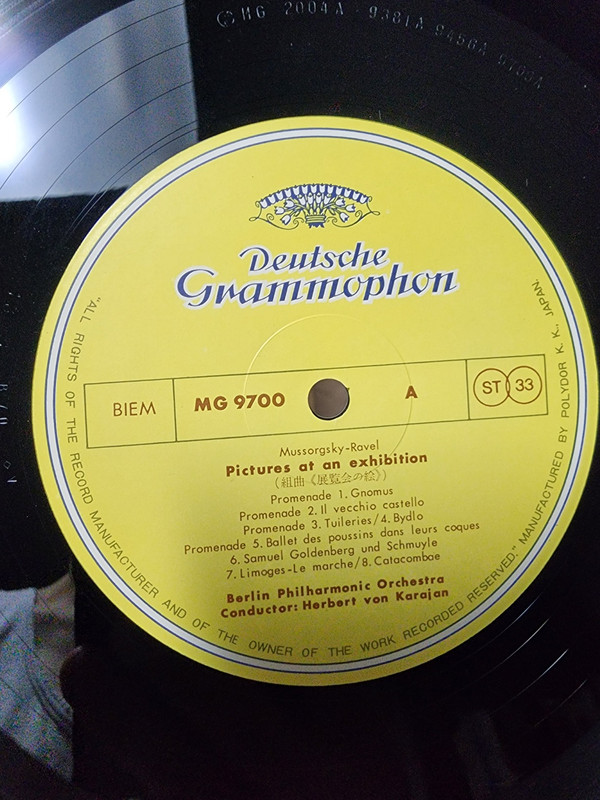 Ⓒ MG 2004A · 9381A 9456A 9700A
Deutsche
Grammophon
BIEM
MG 9700
A
ST 33
Mussorgsky-Ravel
Pictures at an exhibition
(組曲《展覧会の絵》)
Promenade 1. Gnomus
Promenade 2. Il vecchio castello
Promenade 3. Tuileries/4. Bydlo
Promenade 5. Ballet des poussins dans leurs coques
6. Samuel Goldenberg und Schmuyle
7. Limoges-Le marche/8. Catacombae
Berlin Philharmonic Orchestra
Conductor: Herbert von Karajan
"ALL RIGHTS OF THE RECORD MANUFACTURER AND OF THE OWNER OF THE WORK RECORDED RESERVED." MANUFACTURED BY POLYDOR K. K., JAPAN.